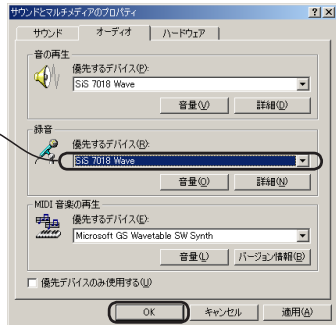 サウンドとマルチメディアのプロパティ
サウンド オーディオ ハードウェア
音の再生
優先するデバイス(P):
SiS 7018 Wave
音量(V) 詳細(D)
録音
優先するデバイス(R):
SiS 7018 Wave
音量(O) 詳細(N)
MIDI 音楽の再生
優先するデバイス(E):
Microsoft GS Wavetable SW Synth
音量(L) バージョン情報(B)
優先デバイスのみ使用する(U)
OK キャンセル 適用(A)